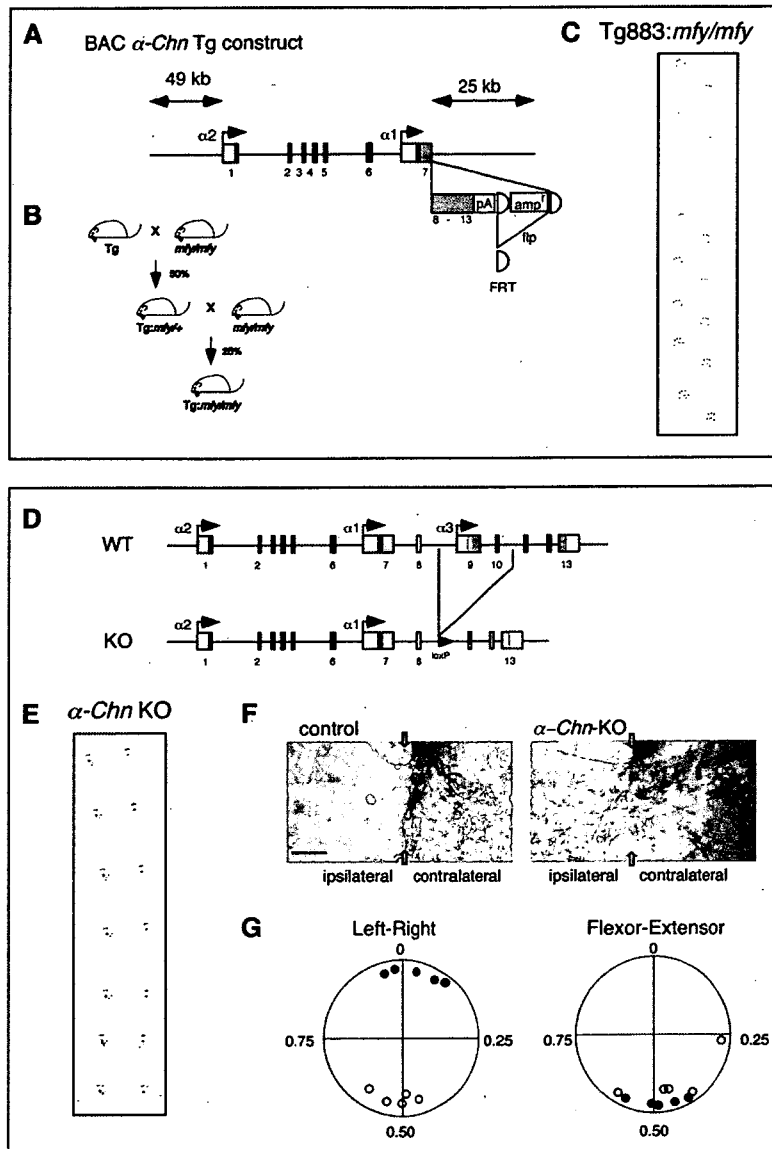 A
BAC α-Chn Tg construct
49 kb
25 kb
α2
α1
1
2 3 4 5
6
7
pA
amp^r
8 - 13
flp
FRT
B
Tg
x
mfy/mfy
50%
Tg:mfy/+
x
mfy/mfy
25%
Tg:mfy/mfy
C
Tg883:mfy/mfy
D
WT
α2
α1
α3
1
2
6
7
8
9
10
13
KO
α2
α1
1
2
6
7
8
loxP
13
E
α-Chn KO
F
control
α-Chn-KO
ipsilateral
contralateral
ipsilateral
contralateral
G
Left-Right
0
0.75
0.25
0.50
Flexor-Extensor
0
0.75
0.25
0.50